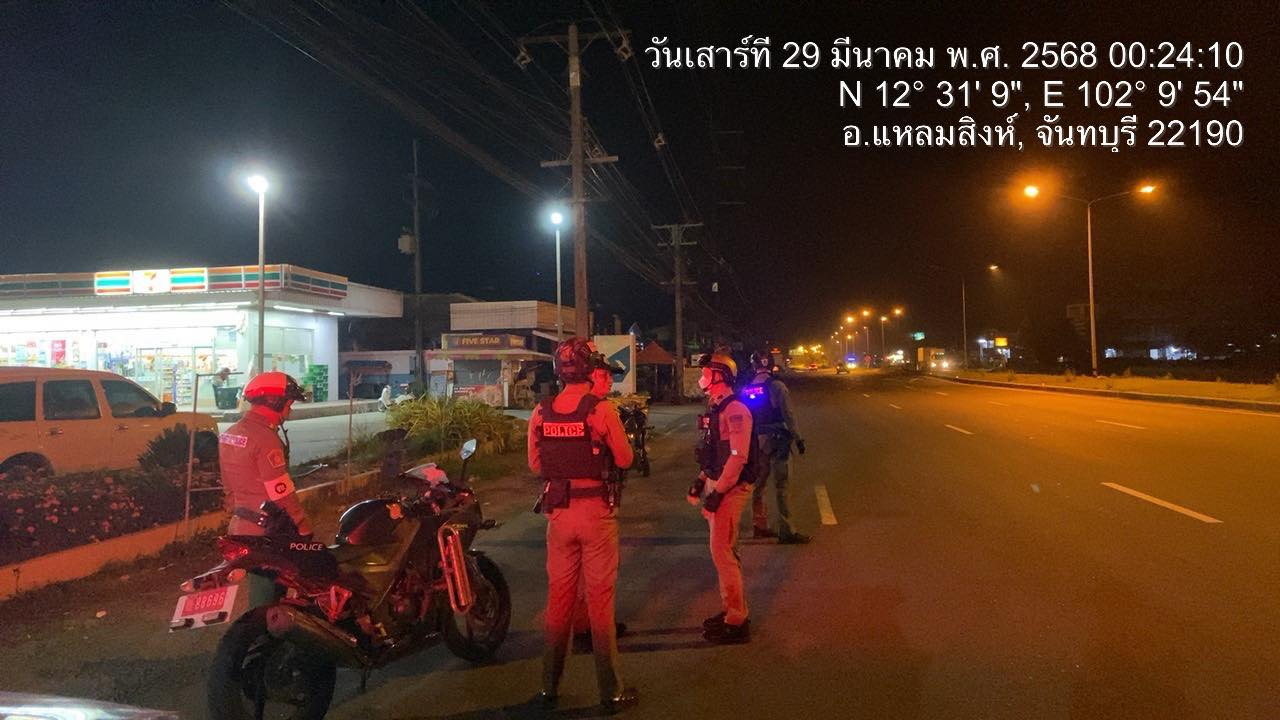 วันเสาร์ที่ 29 มีนาคม พ.ศ. 2568 00:24:10
N 12° 31' 9", E 102° 9' 54"
อ.แหลมสิงห์, จันทบุรี 22190
7
FIVE STAR
POLICE
POLICE
POLICE